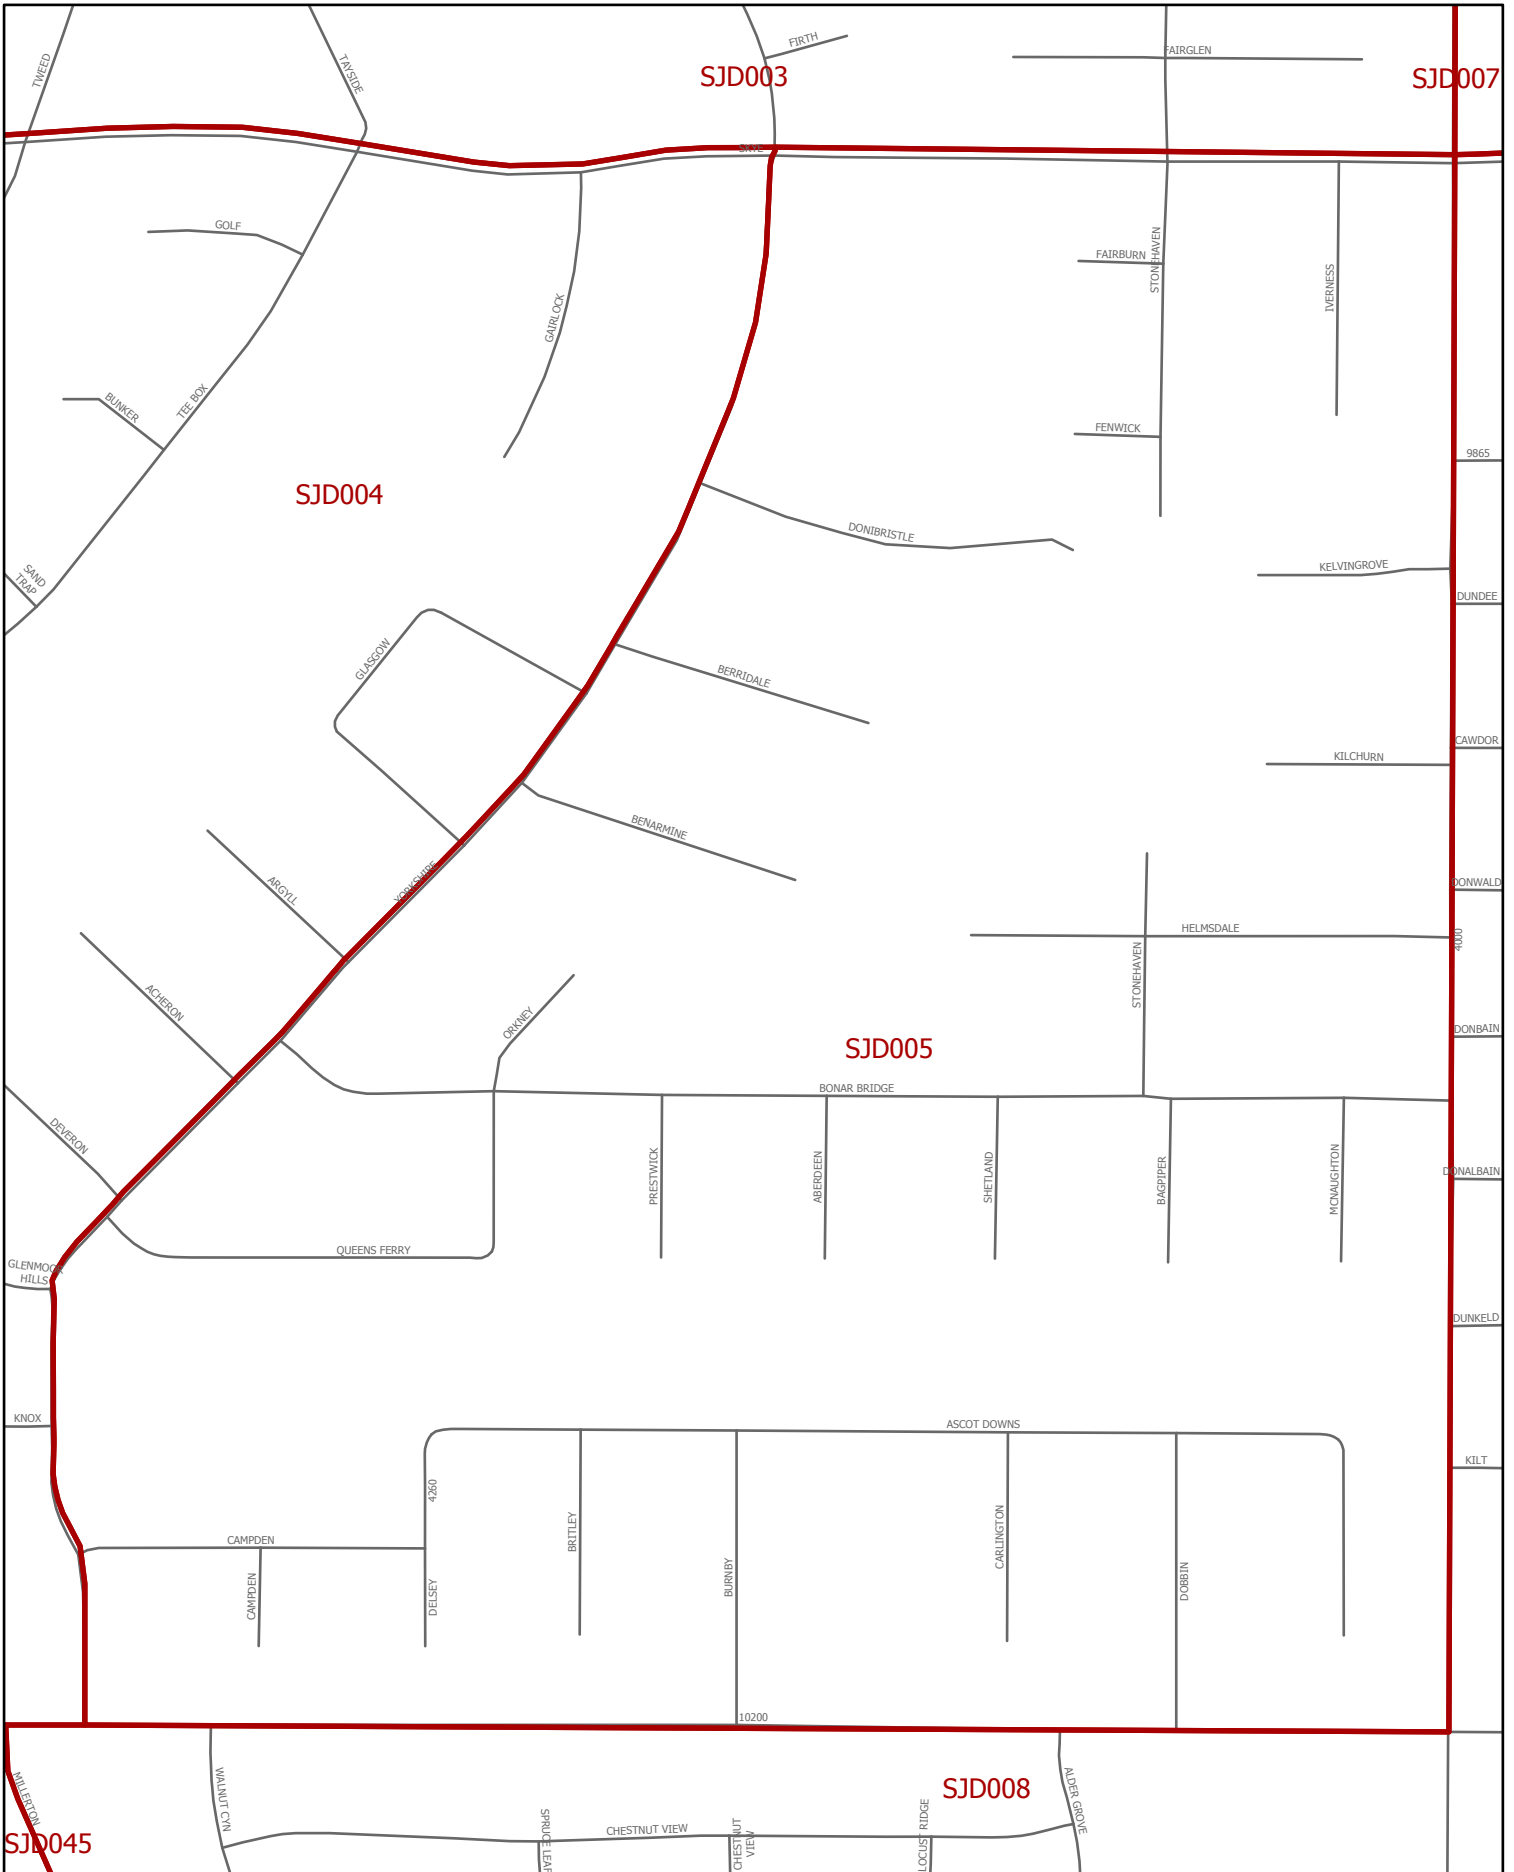 TWEED
TAYSIDE
FIRTH
SJD003
FAIRGLEN
SJD007
SKYE
GOLF
GAIRLOCK
FAIRBURN
STONEHAVEN
IVERNESS
BUNKER
TEE BOX
FENWICK
9865
SJD004
DONIBRISTLE
KELVINGROVE
SAND
TRAP
DUNDEE
GLASGOW
BERRIDALE
CAWDOR
KILCHURN
BENARMINE
YORKSHIRE
ARGYLL
DONWALD
HELMSDALE
4000
STONEHAVEN
ACHERON
ORKNEY
SJD005
DONBAIN
BONAR BRIDGE
DEVERON
PRESTWICK
ABERDEEN
SHETLAND
BAGPIPER
MCNAUGHTON
DONALBAIN
QUEENS FERRY
GLENMOOR
HILLS
DUNKELD
KNOX
ASCOT DOWNS
KILT
4260
CAMPDEN
BRITLEY
CARLINGTON
CAMPDEN
DELSEY
BURNBY
DOBBIN
10200
MILLERTON
WALNUT CYN
SJD008
ALDER GROVE
SJD045
SPRUCE LEAF
CHESTNUT VIEW
CHESTNUT
VIEW
LOCUST RIDGE